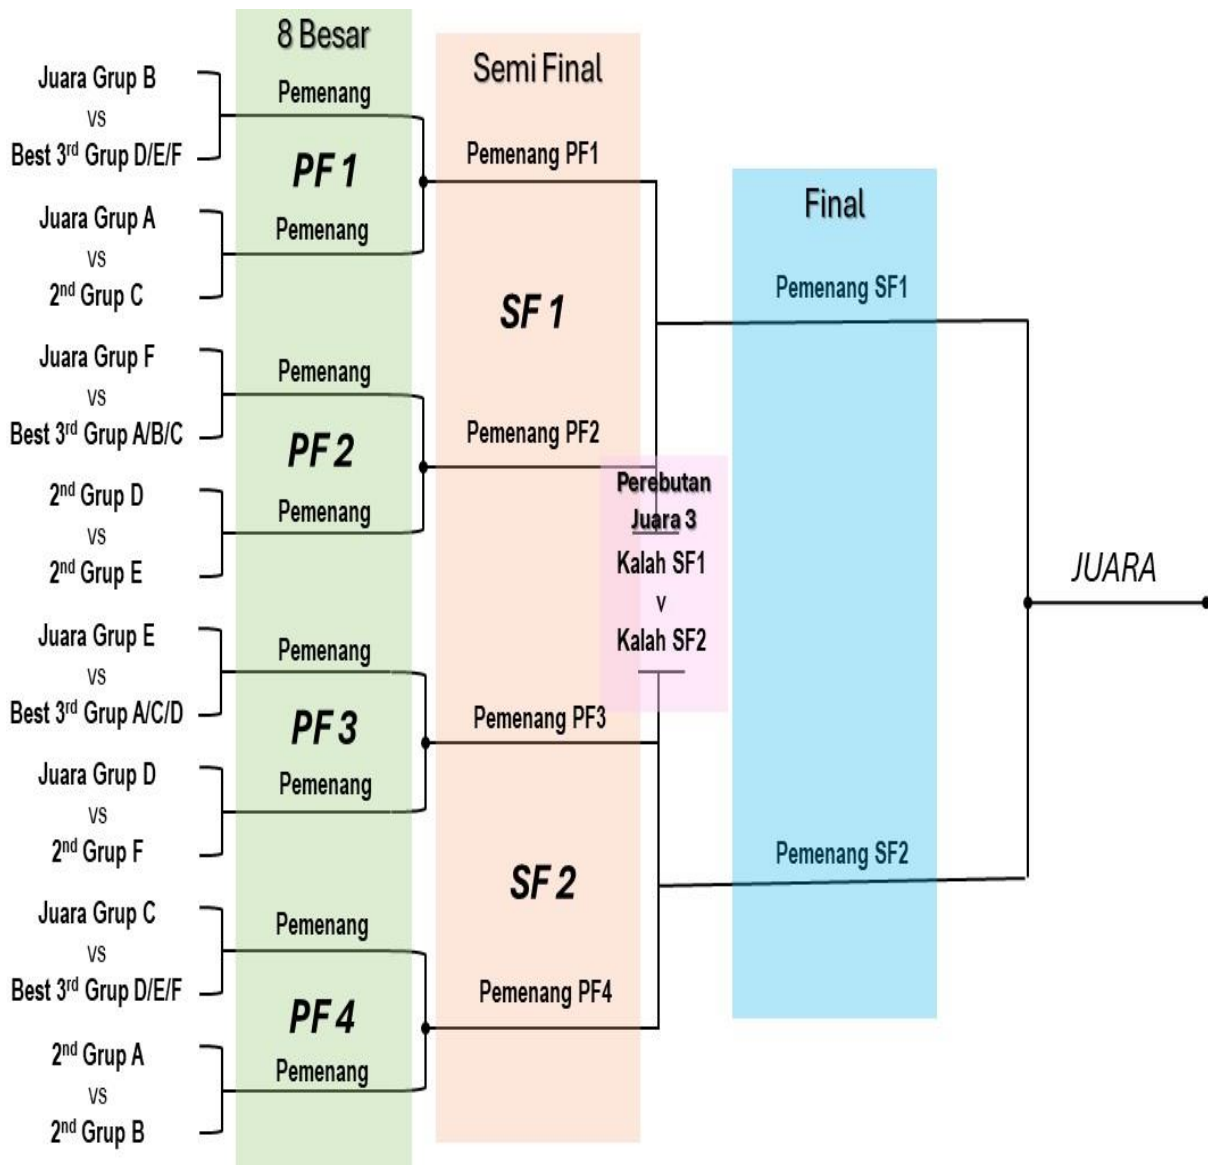 8 Besar
Juara Grup B
VS
Best 3rd Grup D/E/F
Juara Grup A
VS
2nd Grup C
Juara Grup F
VS
Best 3rd Grup A/B/C
2nd Grup D
VS
2nd Grup E
Juara Grup E
VS
Best 3rd Grup A/C/D
Juara Grup D
VS
2nd Grup F
Juara Grup C
VS
Best 3rd Grup D/E/F
2nd Grup A
VS
2nd Grup B
Pemenang
PF 1
Pemenang
Pemenang
PF 2
Pemenang
Pemenang
PF 3
Pemenang
Pemenang
PF 4
Pemenang
Semi Final
Pemenang PF1
SF 1
Pemenang PF2
Pemenang PF3
SF 2
Pemenang PF4
Perebutan
Juara 3
Kalah SF1
v
Kalah SF2
Final
Pemenang SF1
Pemenang SF2
JUARA